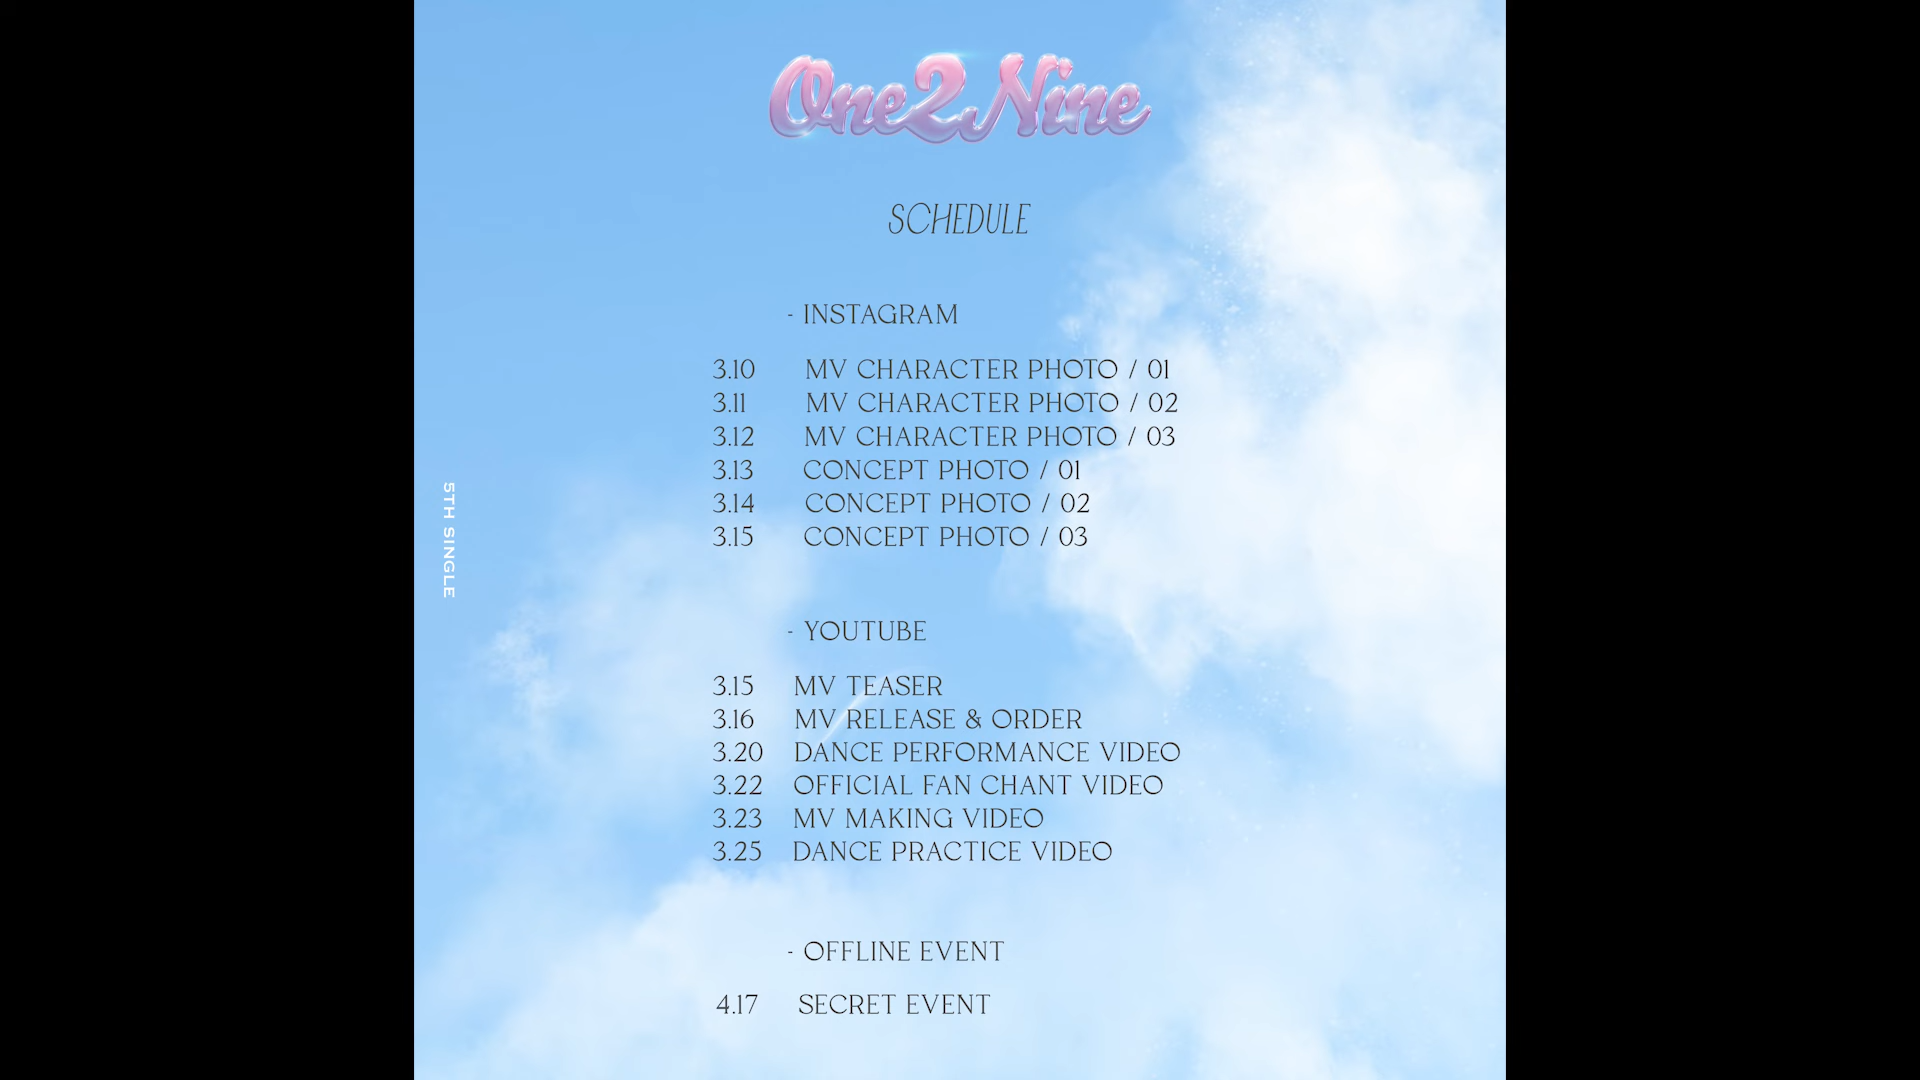 One2Nine
SCHEDULE
- INSTAGRAM
3.10 MV CHARACTER PHOTO / 01
3.11 MV CHARACTER PHOTO / 02
3.12 MV CHARACTER PHOTO / 03
3.13 CONCEPT PHOTO / 01
3.14 CONCEPT PHOTO / 02
3.15 CONCEPT PHOTO / 03
5TH SINGLE
- YOUTUBE
3.15 MV TEASER
3.16 MV RELEASE & ORDER
3.20 DANCE PERFORMANCE VIDEO
3.22 OFFICIAL FAN CHANT VIDEO
3.23 MV MAKING VIDEO
3.25 DANCE PRACTICE VIDEO
- OFFLINE EVENT
4.17 SECRET EVENT